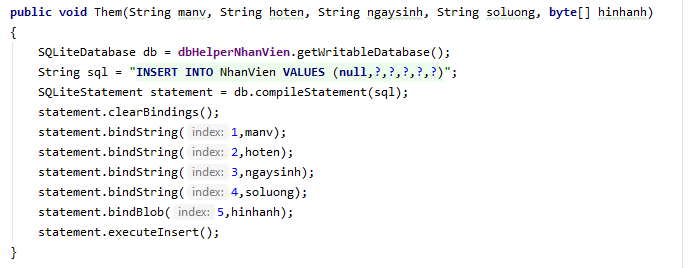 public void Them(String manv, String hoten, String ngaysinh, String soluong, byte[] hinhanh)
{
    SQLiteDatabase db = dbHelperNhanVien.getWritableDatabase();
    String sql = "INSERT INTO NhanVien VALUES (null,?,?,?,?,?)";
    SQLiteStatement statement = db.compileStatement(sql);
    statement.clearBindings();
    statement.bindString( index: 1,manv);
    statement.bindString( index: 2,hoten);
    statement.bindString( index: 3,ngaysinh);
    statement.bindString( index: 4,soluong);
    statement.bindBlob( index: 5,hinhanh);
    statement.executeInsert();
}